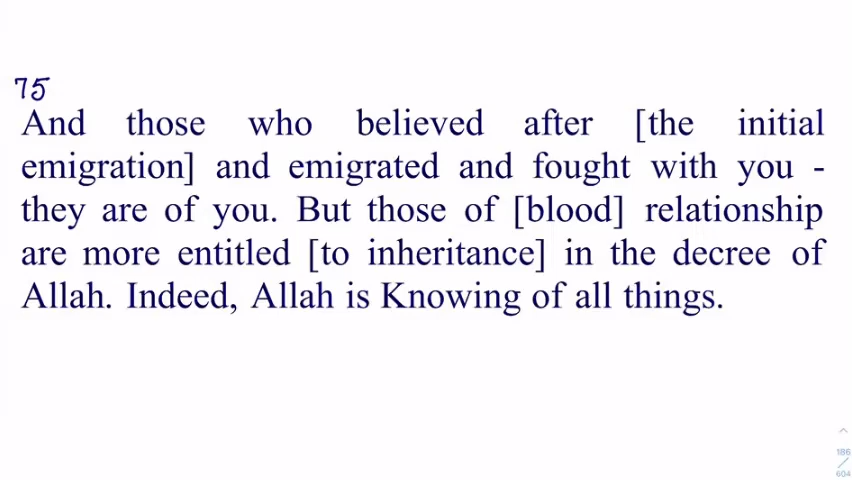 75
And those who believed after [the initial
emigration] and emigrated and fought with you -
they are of you. But those of [blood] relationship
are more entitled [to inheritance] in the decree of
Allah. Indeed, Allah is Knowing of all things.
186
/
604